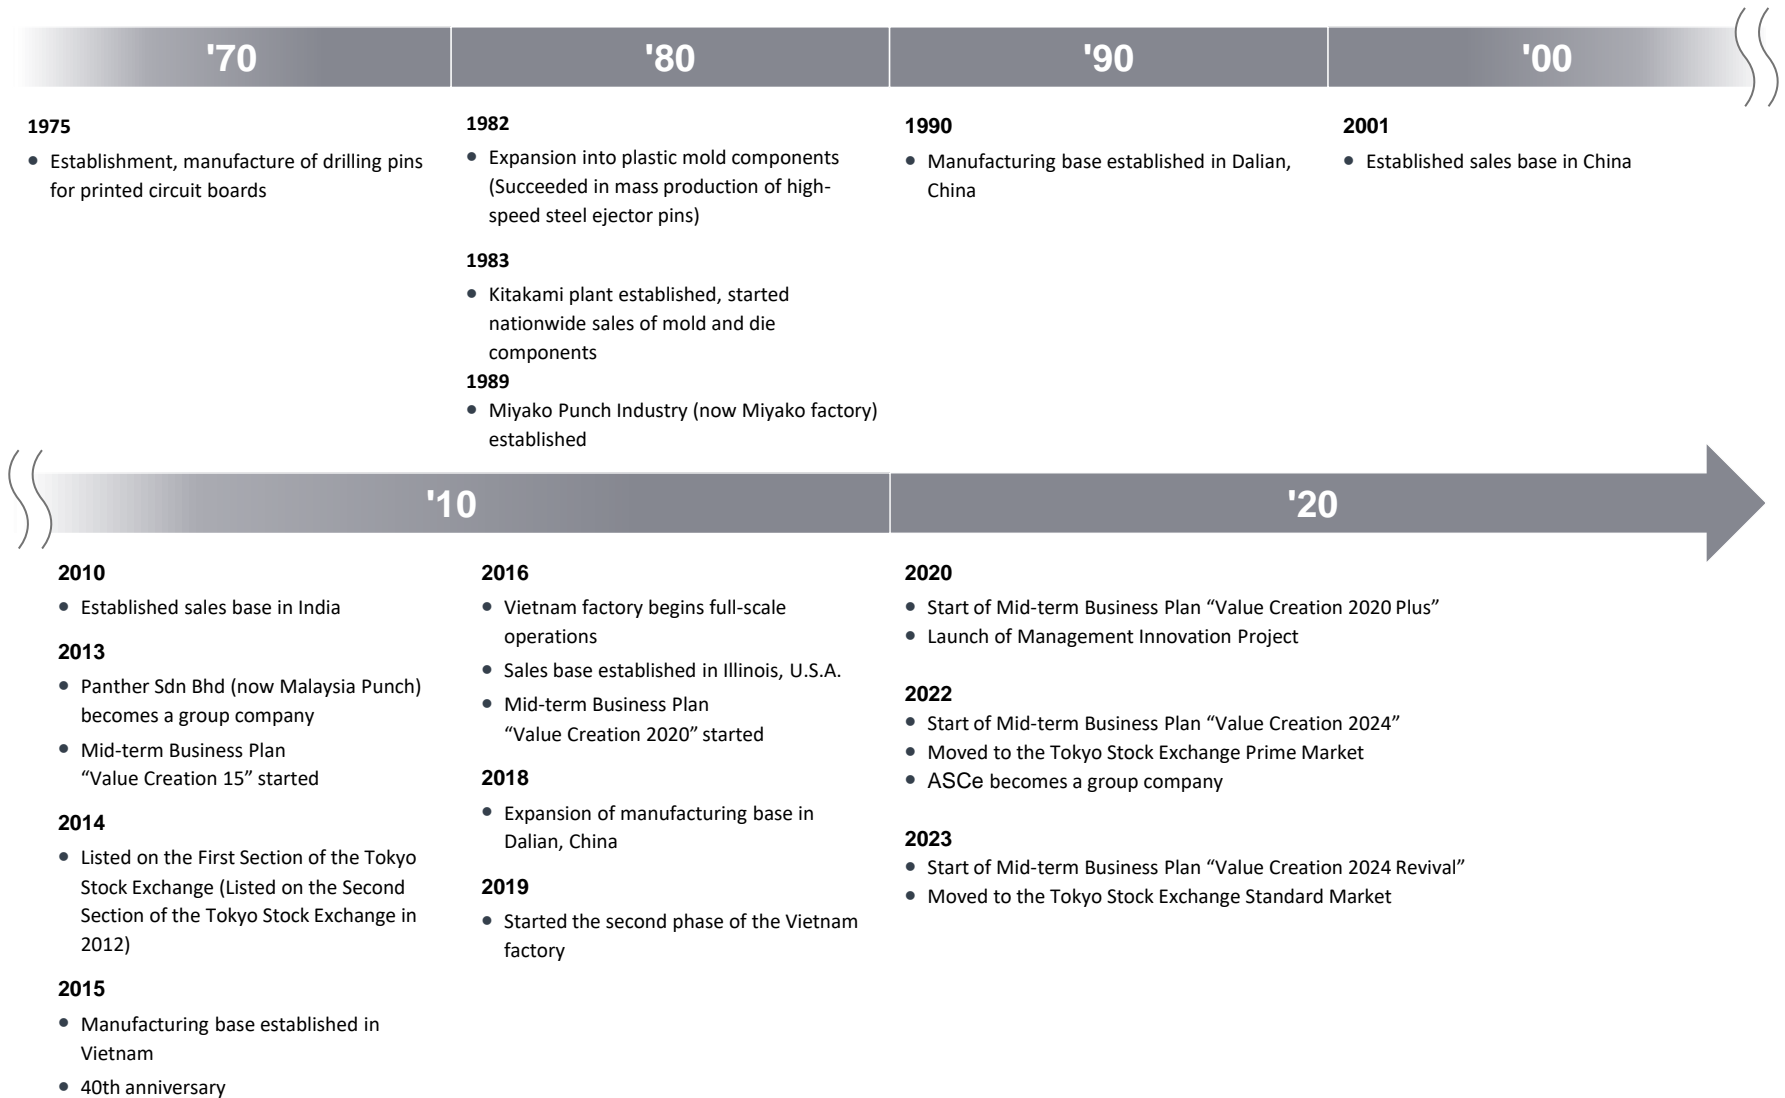 '70
'80
'90
'00
1975
• Establishment, manufacture of drilling pins
for printed circuit boards
1982
• Expansion into plastic mold components
(Succeeded in mass production of high-
speed steel ejector pins)
1983
• Kitakami plant established, started
nationwide sales of mold and die
components
1989
• Miyako Punch Industry (now Miyako factory)
established
1990
• Manufacturing base established in Dalian,
China
2001
• Established sales base in China
'10
'20
2010
• Established sales base in India
2013
• Panther Sdn Bhd (now Malaysia Punch)
becomes a group company
• Mid-term Business Plan
“Value Creation 15” started
2014
• Listed on the First Section of the Tokyo
Stock Exchange (Listed on the Second
Section of the Tokyo Stock Exchange in
2012)
2015
• Manufacturing base established in
Vietnam
• 40th anniversary
2016
• Vietnam factory begins full-scale
operations
• Sales base established in Illinois, U.S.A.
• Mid-term Business Plan
“Value Creation 2020” started
2018
• Expansion of manufacturing base in
Dalian, China
2019
• Started the second phase of the Vietnam
factory
2020
• Start of Mid-term Business Plan “Value Creation 2020 Plus”
• Launch of Management Innovation Project
2022
• Start of Mid-term Business Plan “Value Creation 2024”
• Moved to the Tokyo Stock Exchange Prime Market
• ASCe becomes a group company
2023
• Start of Mid-term Business Plan “Value Creation 2024 Revival”
• Moved to the Tokyo Stock Exchange Standard Market